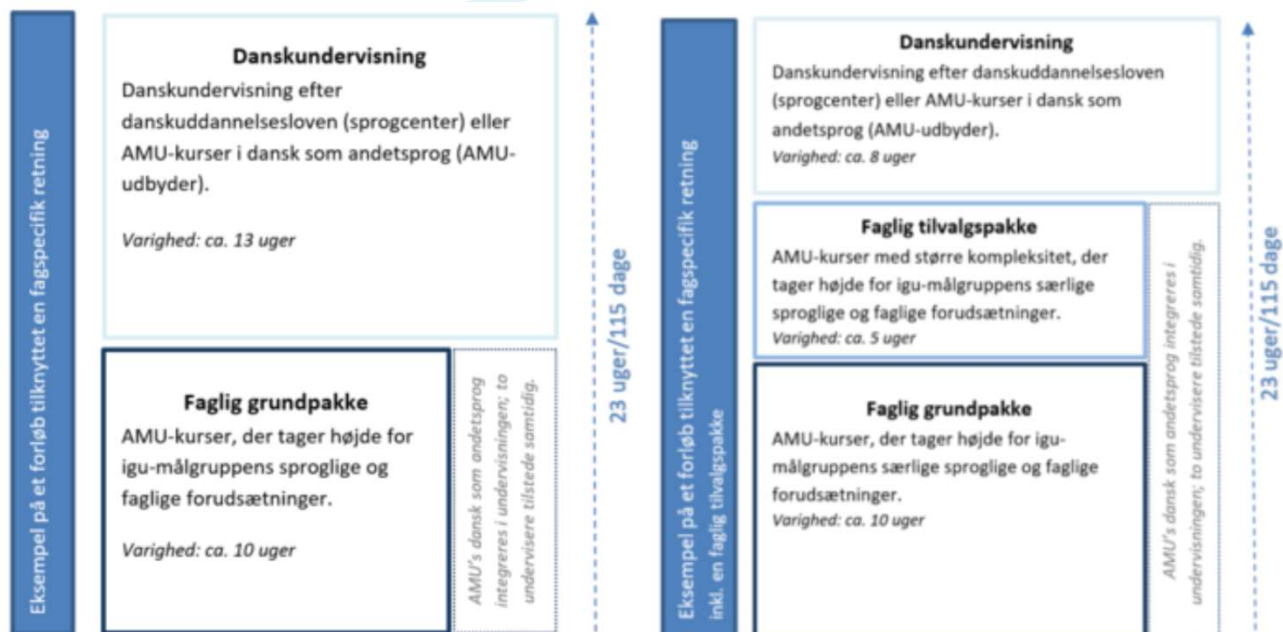 Eksempel på et forløb tilknyttet en fagspecifik retning
Danskundervisning
Danskundervisning efter
danskuddannelsesloven (sprogcenter) eller
AMU-kurser i dansk som andetsprog (AMU-
udbyder).
Varighed: ca. 13 uger
Faglig grundpakke
AMU-kurser, der tager højde for
igu-målgruppens sproglige og
faglige forudsætninger.
Varighed: ca. 10 uger
AMU's dansk som andetsprog
integreres i undervisningen; to
undervisere tilstede samtidig.
23 uger/115 dage
Eksempel på et forløb tilknyttet en fagspecifik retning
inkl. en faglig tilvalgspakke
Danskundervisning
Danskundervisning efter danskuddannelsesloven
(sprogcenter) eller AMU-kurser i dansk som
andetsprog (AMU-udbyder).
Varighed: ca. 8 uger
Faglig tilvalgspakke
AMU-kurser med større kompleksitet, der
tager højde for igu-målgruppens særlige
sproglige og faglige forudsætninger.
Varighed: ca. 5 uger
Faglig grundpakke
AMU-kurser, der tager højde for igu-
målgruppens særlige sproglige og faglige
forudsætninger.
Varighed: ca. 10 uger
AMU's dansk som andetsprog integreres i
undervisningen; to undervisere tilstede samtidig.
23 uger/115 dage